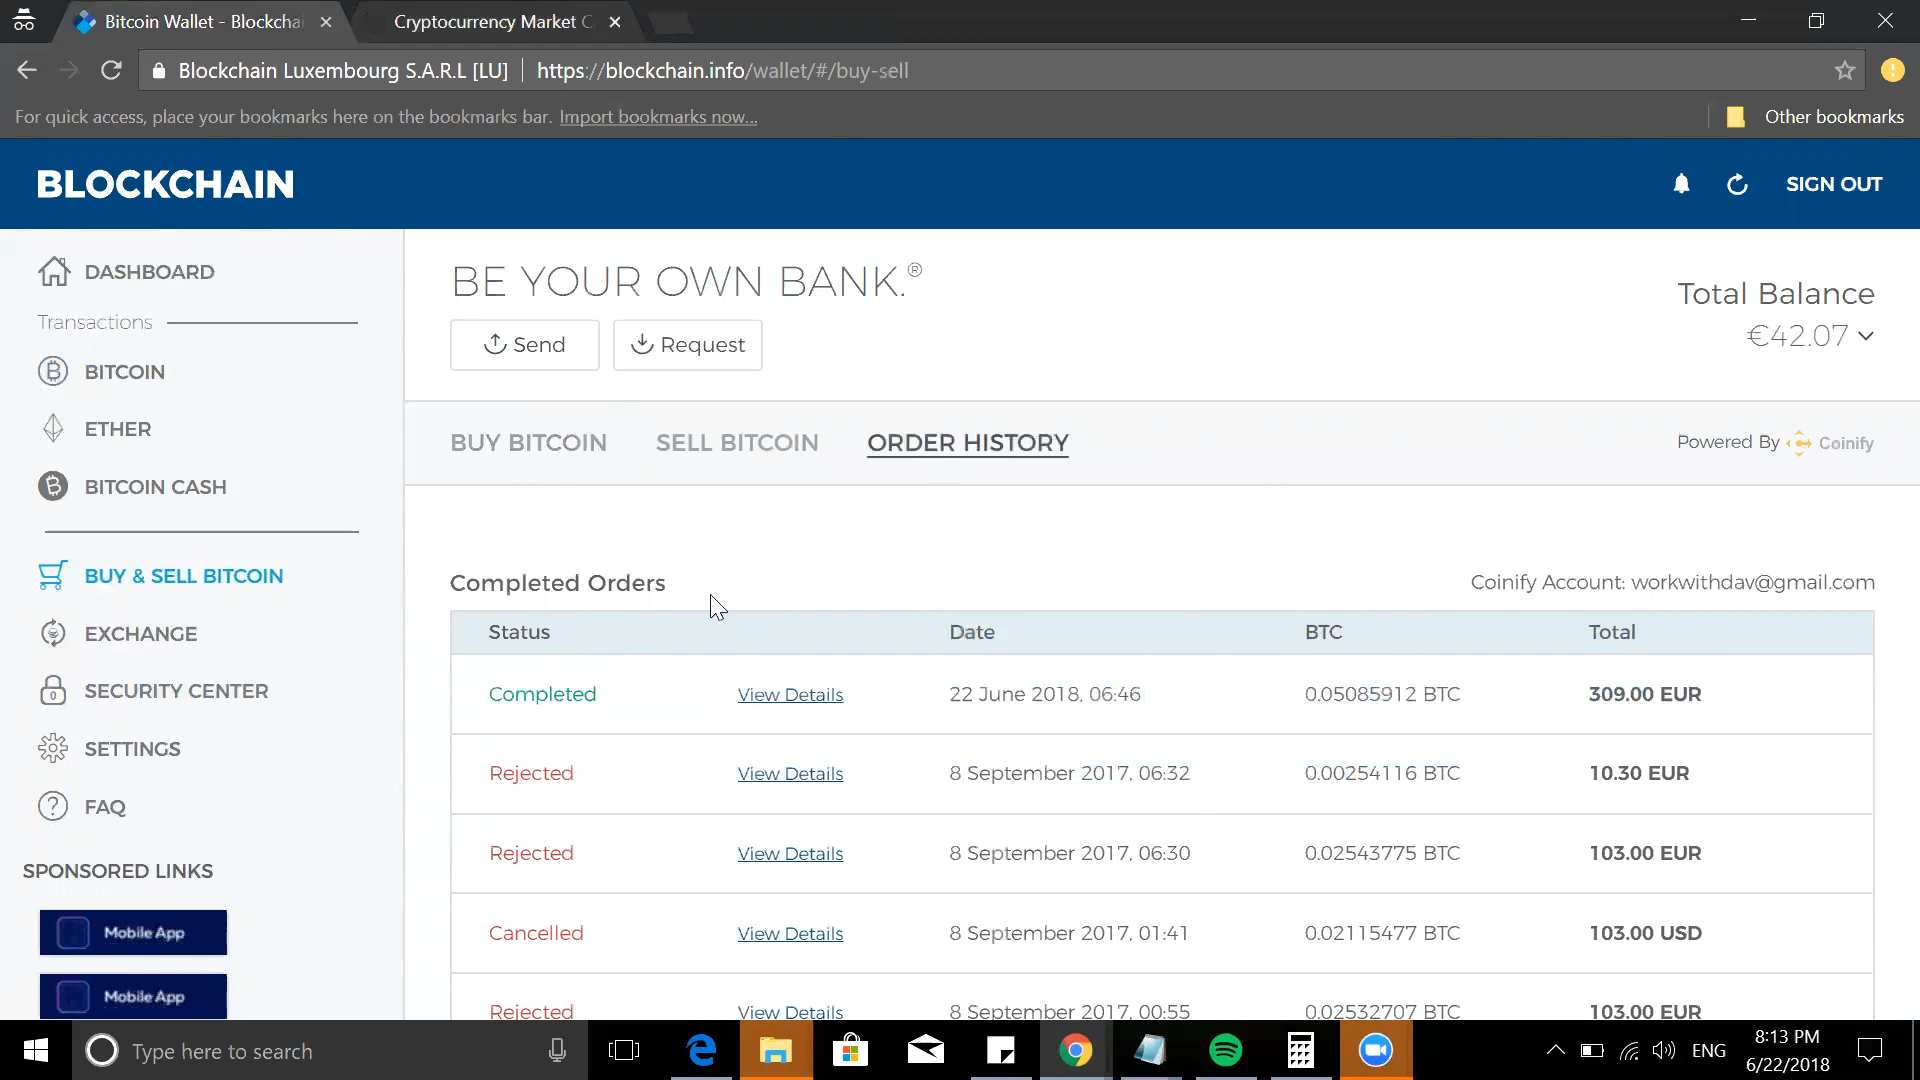 Bitcoin Wallet - Blockchai
Cryptocurrency Market C
Blockchain Luxembourg S.A.R.L [LU]
https://blockchain.info/wallet/#/buy-sell
For quick access, place your bookmarks here on the bookmarks bar. Import bookmarks now...
Other bookmarks
BLOCKCHAIN
SIGN OUT
DASHBOARD
Transactions
BITCOIN
ETHER
BITCOIN CASH
BUY & SELL BITCOIN
EXCHANGE
SECURITY CENTER
SETTINGS
FAQ
SPONSORED LINKS
Mobile App
Mobile App
BE YOUR OWN BANK.®
Send
Request
Total Balance
€42.07
BUY BITCOIN
SELL BITCOIN
ORDER HISTORY
Powered By Coinify
Completed Orders
Coinify Account: workwithdav@gmail.com
Status Date BTC Total
Completed View Details 22 June 2018, 06:46 0.05085912 BTC 309.00 EUR
Rejected View Details 8 September 2017, 06:32 0.00254116 BTC 10.30 EUR
Rejected View Details 8 September 2017, 06:30 0.02543775 BTC 103.00 EUR
Cancelled View Details 8 September 2017, 01:41 0.02115477 BTC 103.00 USD
Rejected View Details 8 September 2017, 00:55 0.02532707 BTC 103.00 EUR
Type here to search
ENG
8:13 PM
6/22/2018